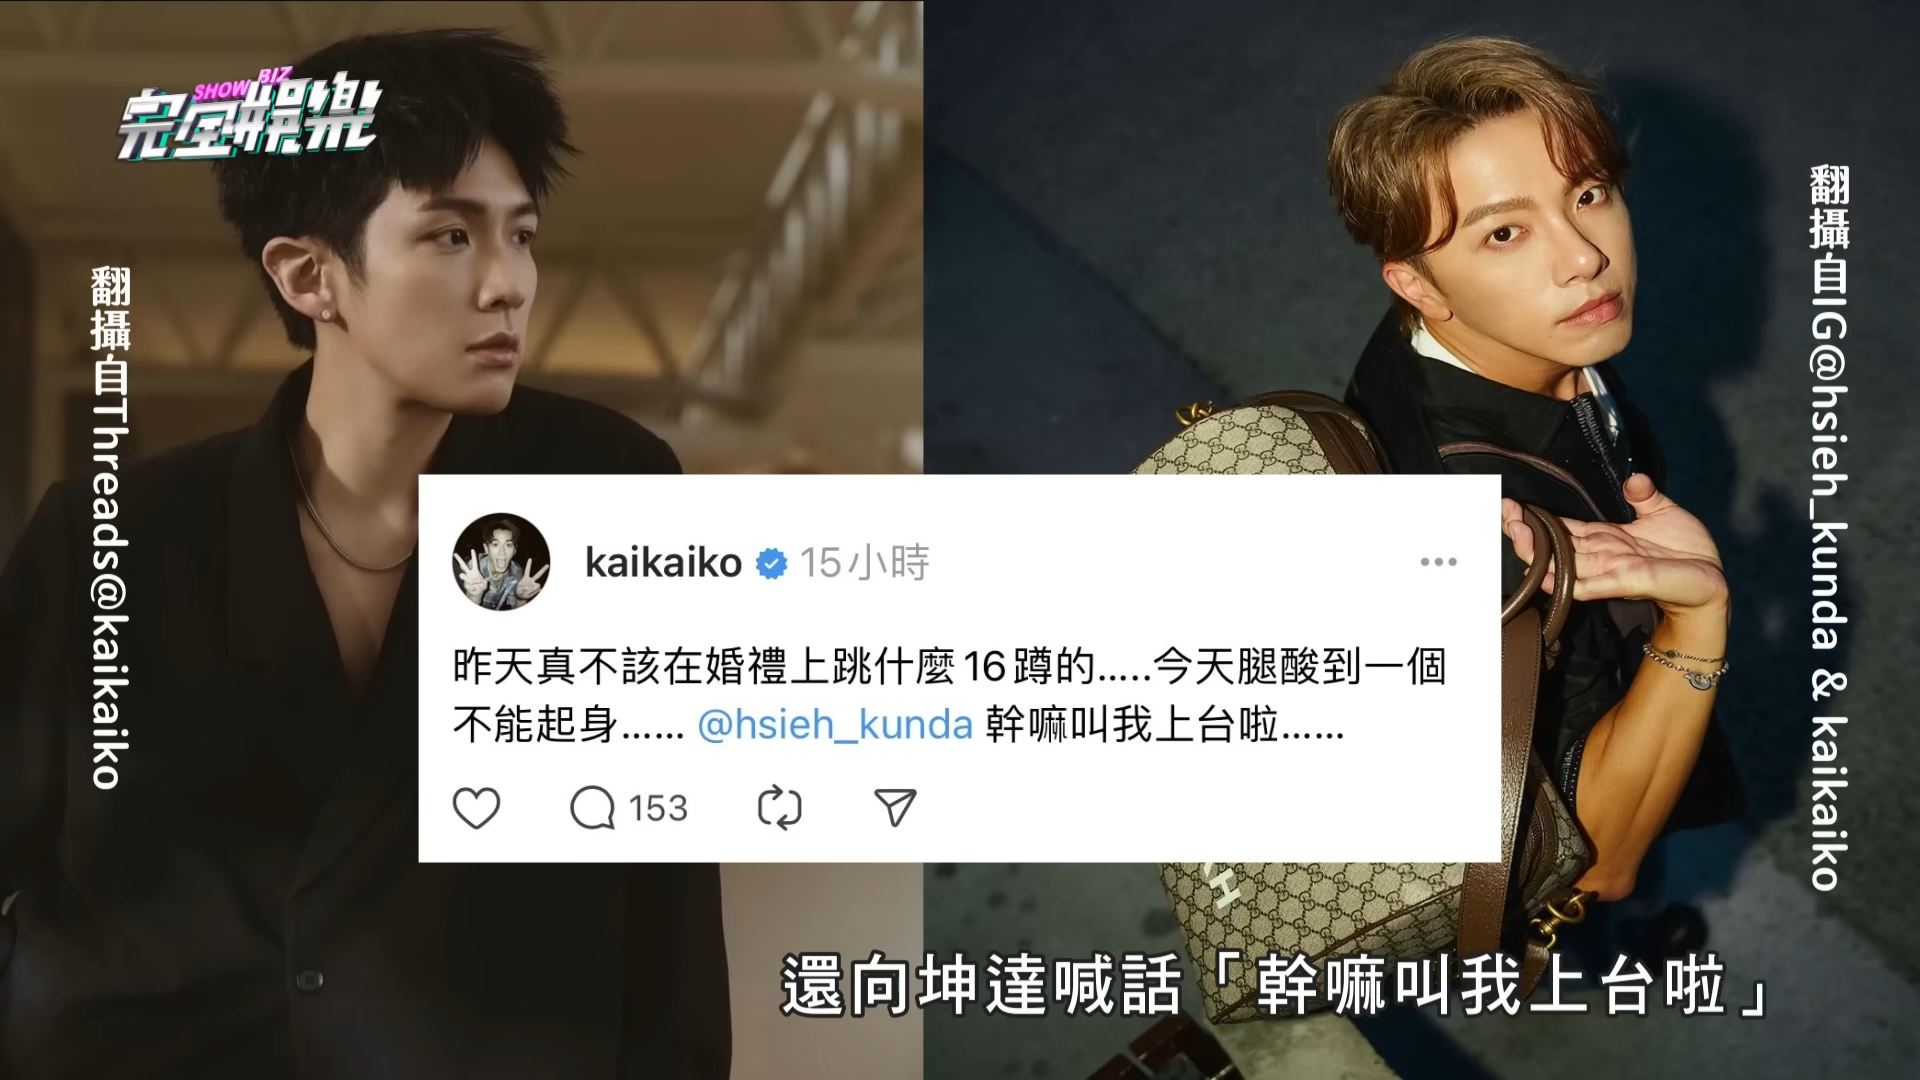 SHOW BIZ
完全娛樂
翻攝自Threads@kaikaiko
翻攝自IG@hsieh_kunda & kaikaiko
kaikaiko 15小時
昨天真不該在婚禮上跳什麼16蹲的.....今天腿酸到一個
不能起身...... @hsieh_kunda 幹嘛叫我上台啦......
153
還向坤達喊話「幹嘛叫我上台啦」